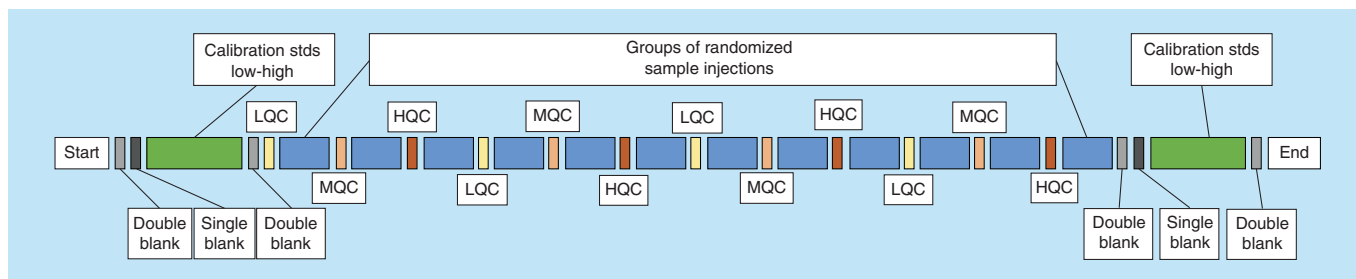 Calibration stds
low-high
Groups of randomized
sample injections
Calibration stds
low-high
LQC
HQC
MQC
LQC
HQC
MQC
Start
End
MQC
LQC
HQC
MQC
LQC
HQC
Double
blank
Single
blank
Double
blank
Double
blank
Single
blank
Double
blank